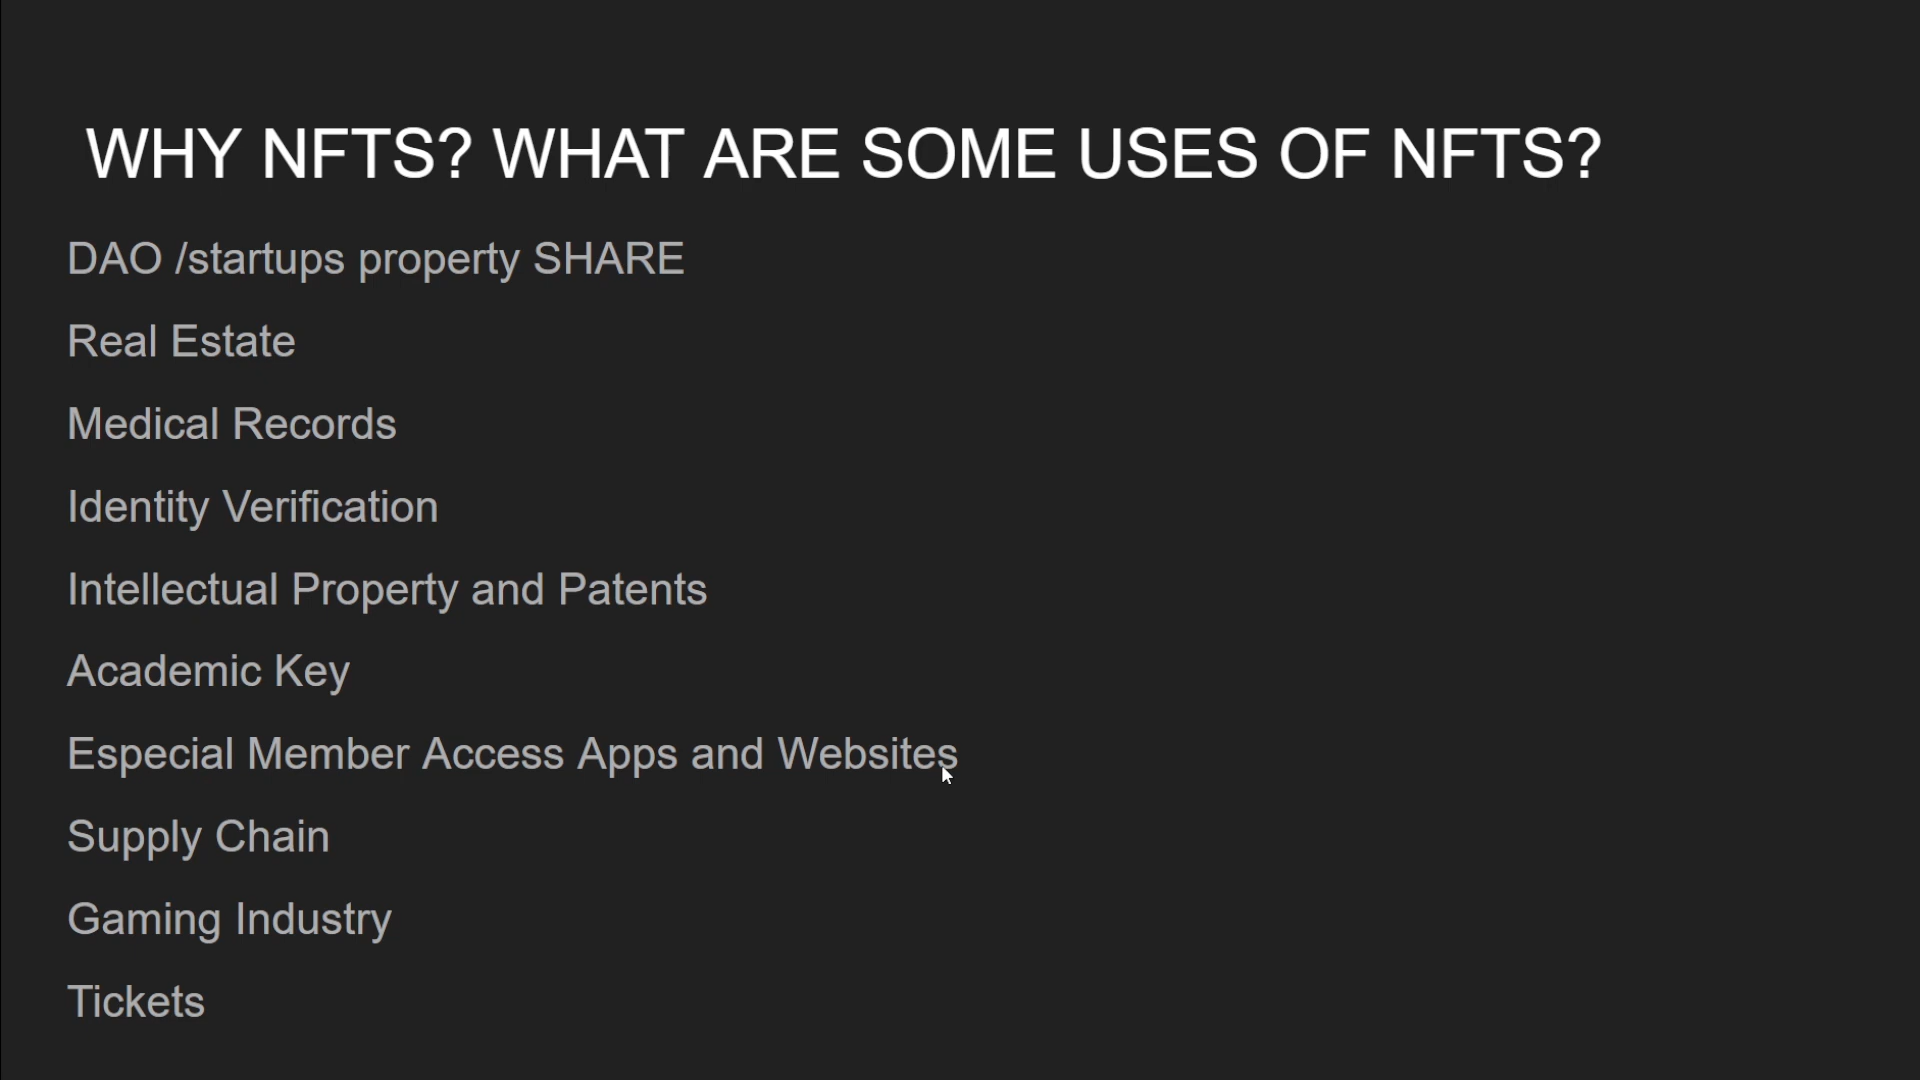 WHY NFTS? WHAT ARE SOME USES OF NFTS?
DAO /startups property SHARE
Real Estate
Medical Records
Identity Verification
Intellectual Property and Patents
Academic Key
Especial Member Access Apps and Websites
Supply Chain
Gaming Industry
Tickets